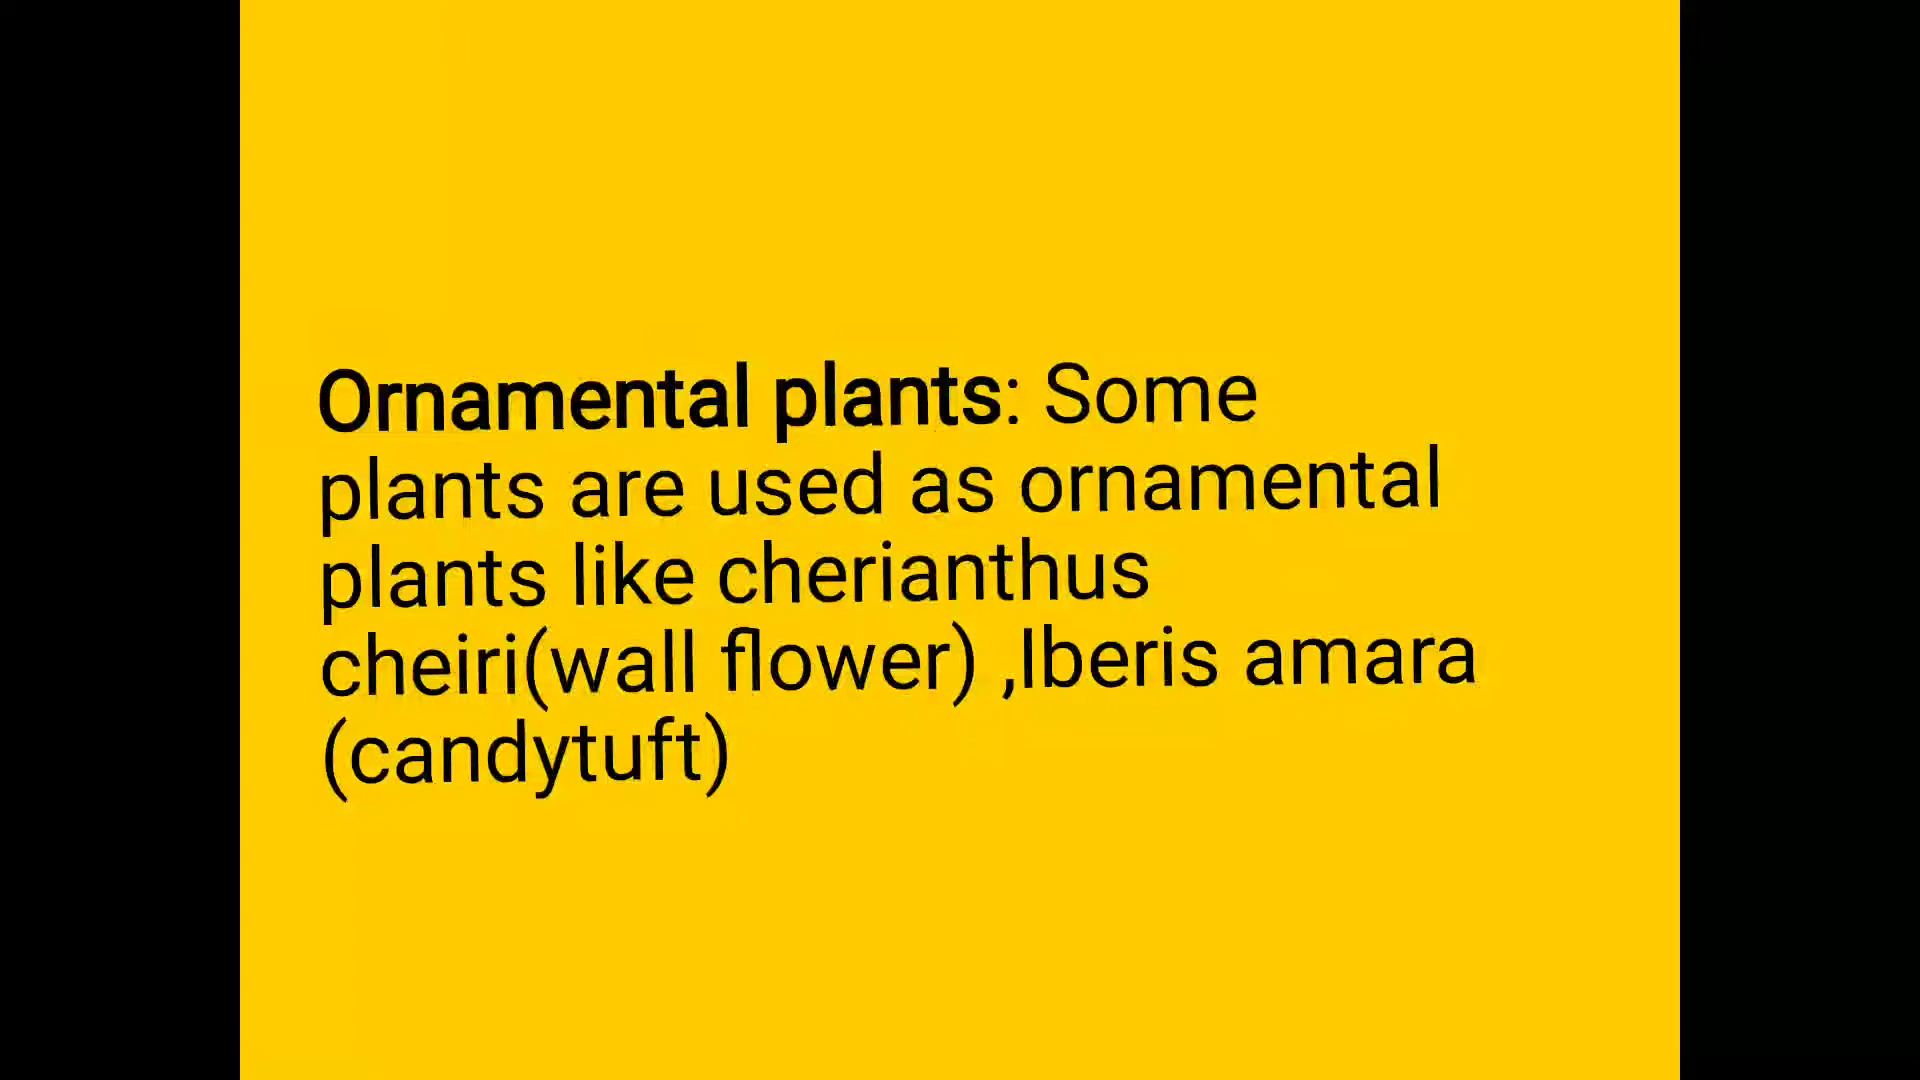 Ornamental plants: Some
plants are used as ornamental
plants like cherianthus
cheiri(wall flower) ,Iberis amara
(candytuft)